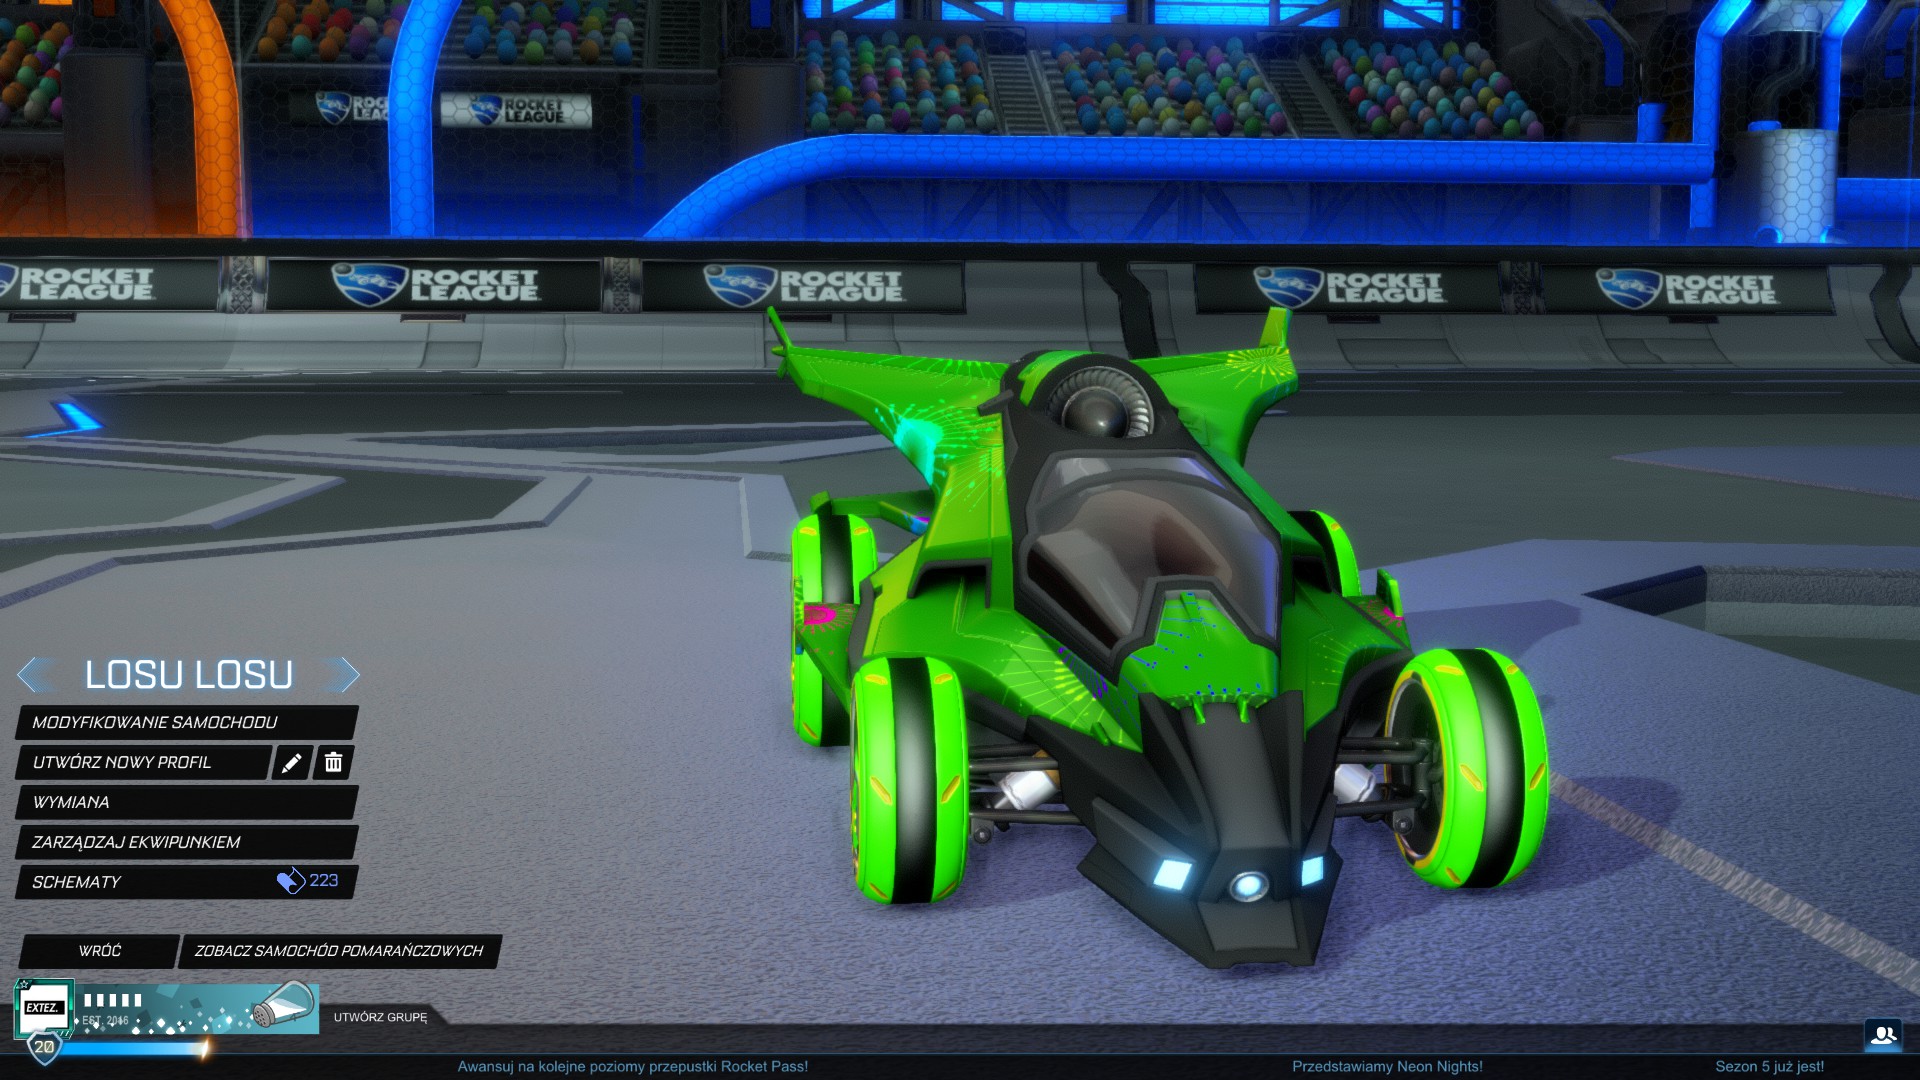 ROCKET
LEAGUE
ROCKET
LEAGUE
ROCKET
LEAGUE
ROCKET
LEAGUE
ROCKET
LEAGUE
ROCKET
LEAGUE
LOSU LOSU
MODYFIKOWANIE SAMOCHODU
UTWÓRZ NOWY PROFIL
WYMIANA
ZARZĄDZAJ EKWIPUNKIEM
SCHEMATY 223
WRÓĆ ZOBACZ SAMOCHÓD POMARAŃCZOWYCH
EXTEZ.
EST. 2016
UTWÓRZ GRUPĘ
20
Awansuj na kolejne poziomy przepustki Rocket Pass! Przedstawiamy Neon Nights! Sezon 5 już jest!